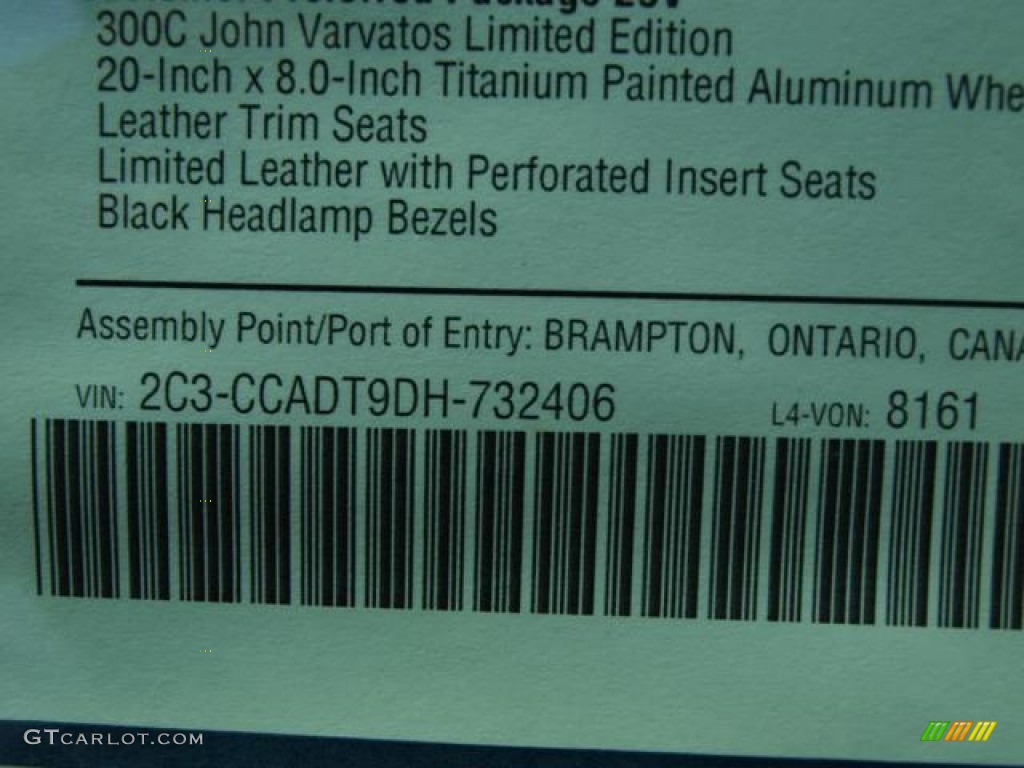 300C John Varvatos Limited Edition
20-Inch x 8.0-Inch Titanium Painted Aluminum Whe
Leather Trim Seats
Limited Leather with Perforated Insert Seats
Black Headlamp Bezels
Assembly Point/Port of Entry: BRAMPTON, ONTARIO, CANA
VIN: 2C3-CCADT9DH-732406 L4-VON: 8161
GTCARLOT.COM